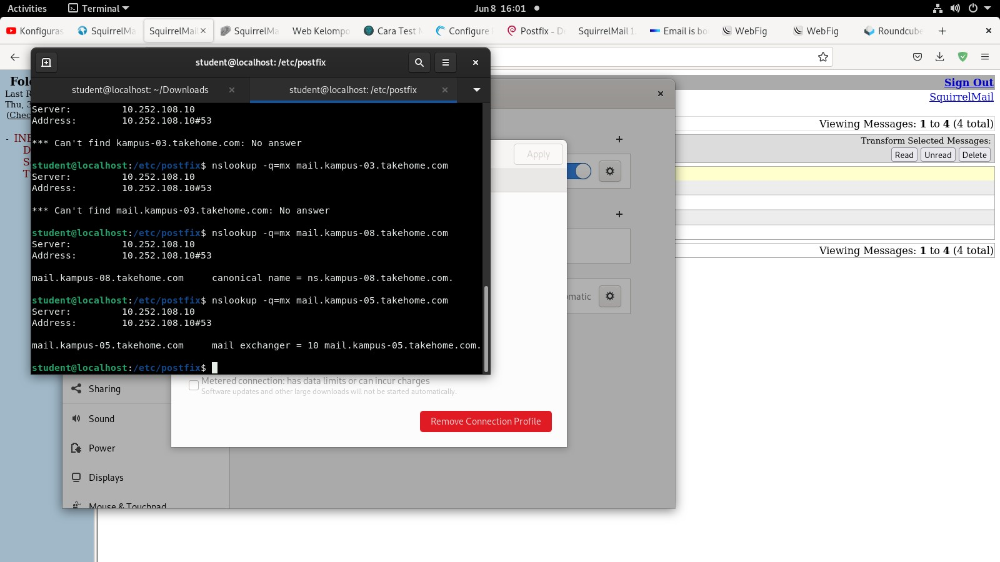 Activities
Terminal
Jun 8 16:01
Konfiguras
SquirrelMa
SquirrelMail
SquirrelMa
Web Kelompo
Cara Test
Configure
Postfix - De
SquirrelMail 1.
Email is bo
WebFig
WebFig
Roundcube
student@localhost: /etc/postfix
student@localhost: ~/Downloads
student@localhost: /etc/postfix
Server: 10.252.108.10
Address: 10.252.108.10#53
*** Can't find kampus-03.takehome.com: No answer
student@localhost:/etc/postfix$ nslookup -q=mx mail.kampus-03.takehome.com
Server: 10.252.108.10
Address: 10.252.108.10#53
*** Can't find mail.kampus-03.takehome.com: No answer
student@localhost:/etc/postfix$ nslookup -q=mx mail.kampus-08.takehome.com
Server: 10.252.108.10
Address: 10.252.108.10#53
mail.kampus-08.takehome.com canonical name = ns.kampus-08.takehome.com.
student@localhost:/etc/postfix$ nslookup -q=mx mail.kampus-05.takehome.com
Server: 10.252.108.10
Address: 10.252.108.10#53
mail.kampus-05.takehome.com mail exchanger = 10 mail.kampus-05.takehome.com.
student@localhost:/etc/postfix$
Fol
Last R
Thu, 3
(Chec
- IN
D
S
T
Apply
omatic
Metered connection: has data limits or can incur charges
Software updates and other large downloads will not be started automatically.
Remove Connection Profile
Sharing
Sound
Power
Displays
Mouse & Touchpad
Sign Out
SquirrelMail
Viewing Messages: 1 to 4 (4 total)
Transform Selected Messages:
Read Unread Delete
Viewing Messages: 1 to 4 (4 total)